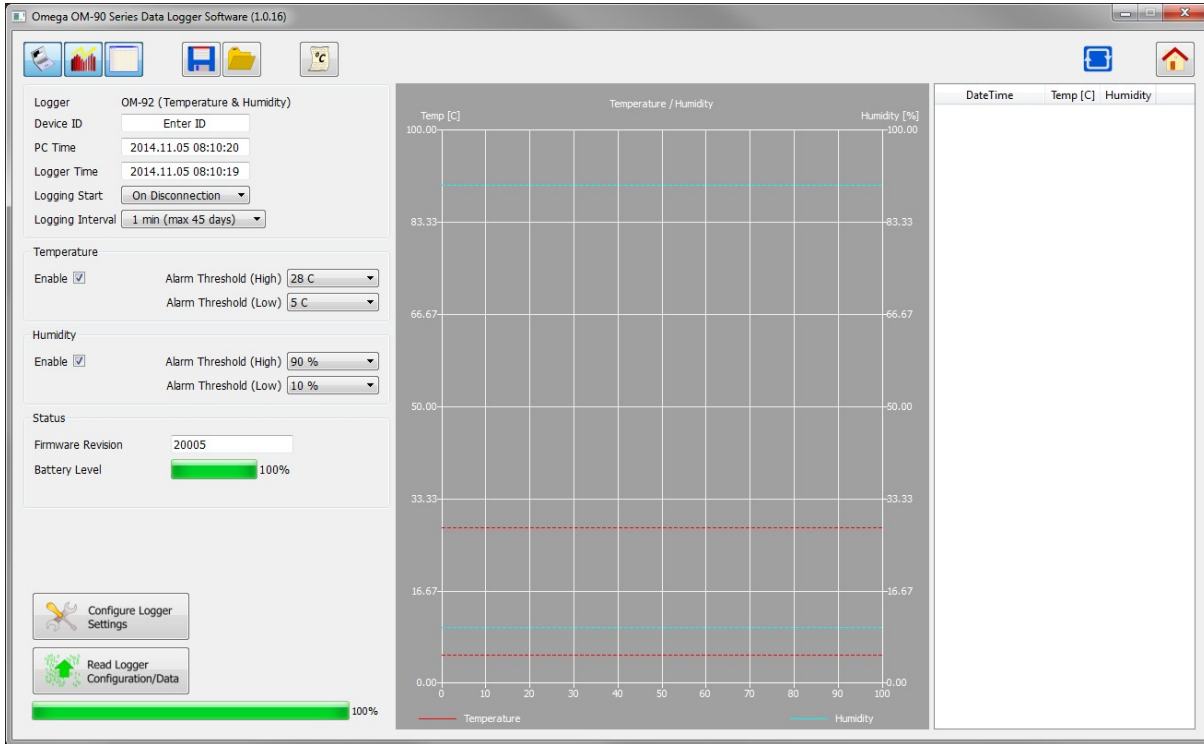 Omega OM-90 Series Data Logger Software (1.0.16)
°C
Logger OM-92 (Temperature & Humidity)
Device ID Enter ID
PC Time 2014.11.05 08:10:20
Logger Time 2014.11.05 08:10:19
Logging Start On Disconnection
Logging Interval 1 min (max 45 days)
Temperature
Enable Alarm Threshold (High) 28 C
Alarm Threshold (Low) 5 C
Humidity
Enable Alarm Threshold (High) 90 %
Alarm Threshold (Low) 10 %
Status
Firmware Revision 20005
Battery Level 100%
Configure Logger
Settings
Read Logger
Configuration/Data
100%
Temperature / Humidity
Temp [C] Humidity [%]
100.00 100.00
83.33 83.33
66.67 66.67
50.00 50.00
33.33 33.33
16.67 16.67
0.00 0.00
0 10 20 30 40 50 60 70 80 90 100
Temperature Humidity
DateTime Temp [C] Humidity